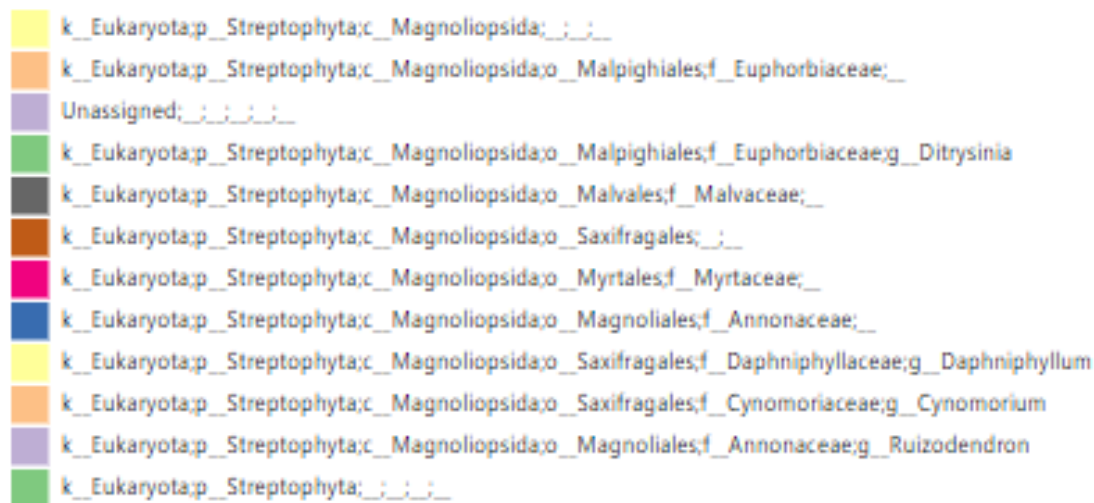 k__Eukaryota;p__Streptophyta;c__Magnoliopsida;__;__;__
k__Eukaryota;p__Streptophyta;c__Magnoliopsida;o__Malpighiales;f__Euphorbiaceae;__
Unassigned;__;__;__;__;__
k__Eukaryota;p__Streptophyta;c__Magnoliopsida;o__Malpighiales;f__Euphorbiaceae;g__Ditrysinia
k__Eukaryota;p__Streptophyta;c__Magnoliopsida;o__Malvales;f__Malvaceae;__
k__Eukaryota;p__Streptophyta;c__Magnoliopsida;o__Saxifragales;__;__
k__Eukaryota;p__Streptophyta;c__Magnoliopsida;o__Myrtales;f__Myrtaceae;__
k__Eukaryota;p__Streptophyta;c__Magnoliopsida;o__Magnoliales;f__Annonaceae;__
k__Eukaryota;p__Streptophyta;c__Magnoliopsida;o__Saxifragales;f__Daphniphyllaceae;g__Daphniphyllum
k__Eukaryota;p__Streptophyta;c__Magnoliopsida;o__Saxifragales;f__Cynomoriaceae;g__Cynomorium
k__Eukaryota;p__Streptophyta;c__Magnoliopsida;o__Magnoliales;f__Annonaceae;g__Ruizodendron
k__Eukaryota;p__Streptophyta;__;__;__;__